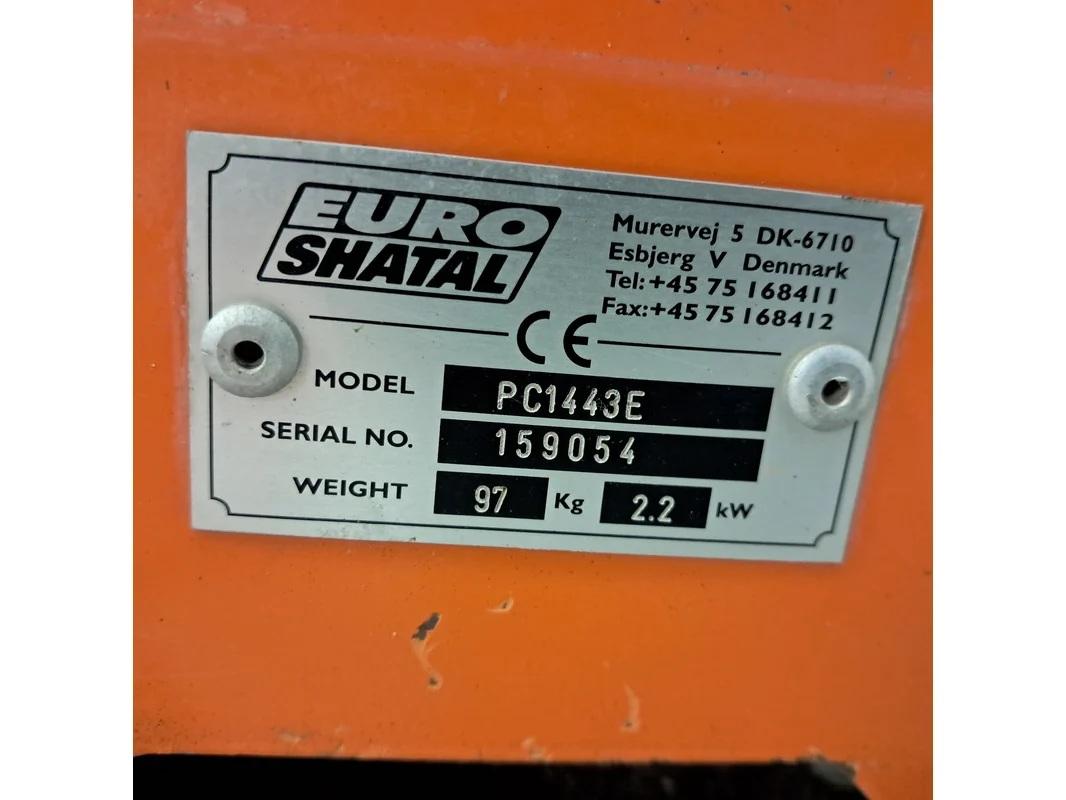 EURO
SHATAL
Murervej 5 DK-6710
Esbjerg V Denmark
Tel:+45 75 168411
Fax:+45 75 168412
CE
MODEL PC1443E
SERIAL NO. 159054
WEIGHT 97 Kg 2.2 kW